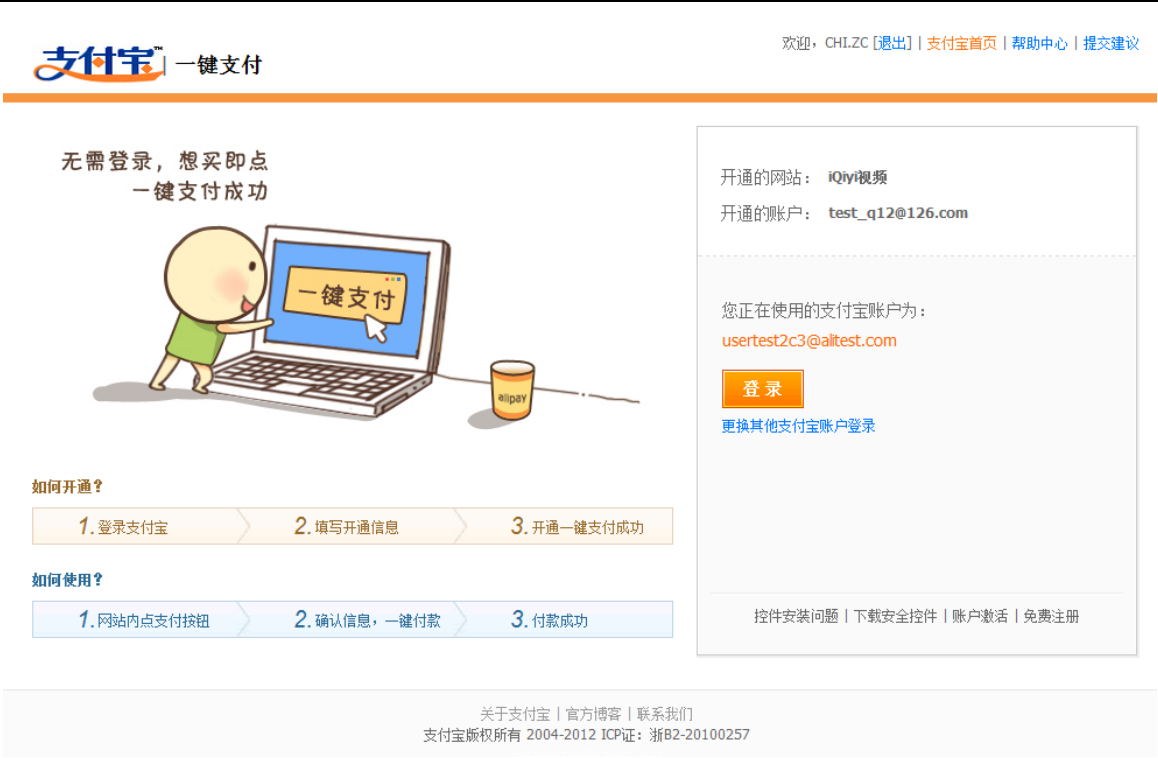 支付宝™ | 一键支付
欢迎，CHI.ZC [退出] | 支付宝首页 | 帮助中心 | 提交建议
无需登录，想买即点
一键支付成功
一键支付
alipay
如何开通？
1.登录支付宝 2.填写开通信息 3.开通一键支付成功
如何使用？
1.网站内点支付按钮 2.确认信息，一键付款 3.付款成功
开通的网站： iQiyi视频
开通的账户： test_q12@126.com
您正在使用的支付宝账户为：
usertest2c3@alitest.com
登 录
更换其他支付宝账户登录
控件安装问题 | 下载安全控件 | 账户激活 | 免费注册
关于支付宝 | 官方博客 | 联系我们
支付宝版权所有 2004-2012 ICP证：浙B2-20100257